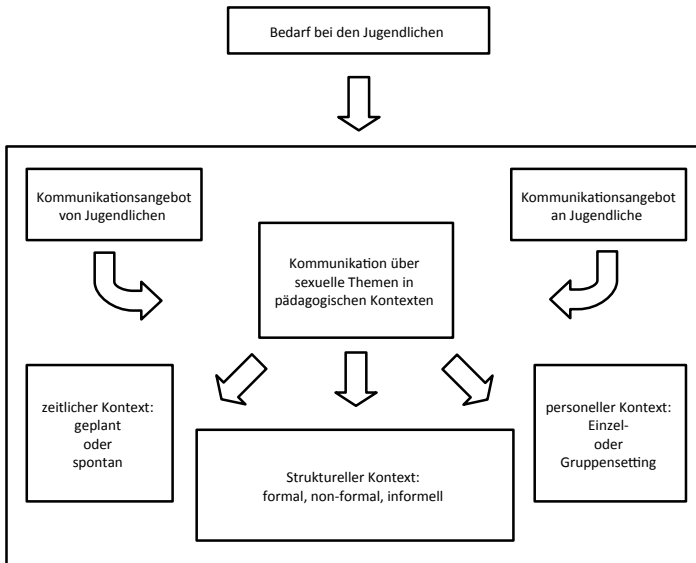 Bedarf bei den Jugendlichen
Kommunikationsangebot
von Jugendlichen
Kommunikationsangebot
an Jugendliche
Kommunikation über
sexuelle Themen in
pädagogischen Kontexten
zeitlicher Kontext:
geplant
oder
spontan
Struktureller Kontext:
formal, non-formal, informell
personeller Kontext:
Einzel-
oder
Gruppensetting